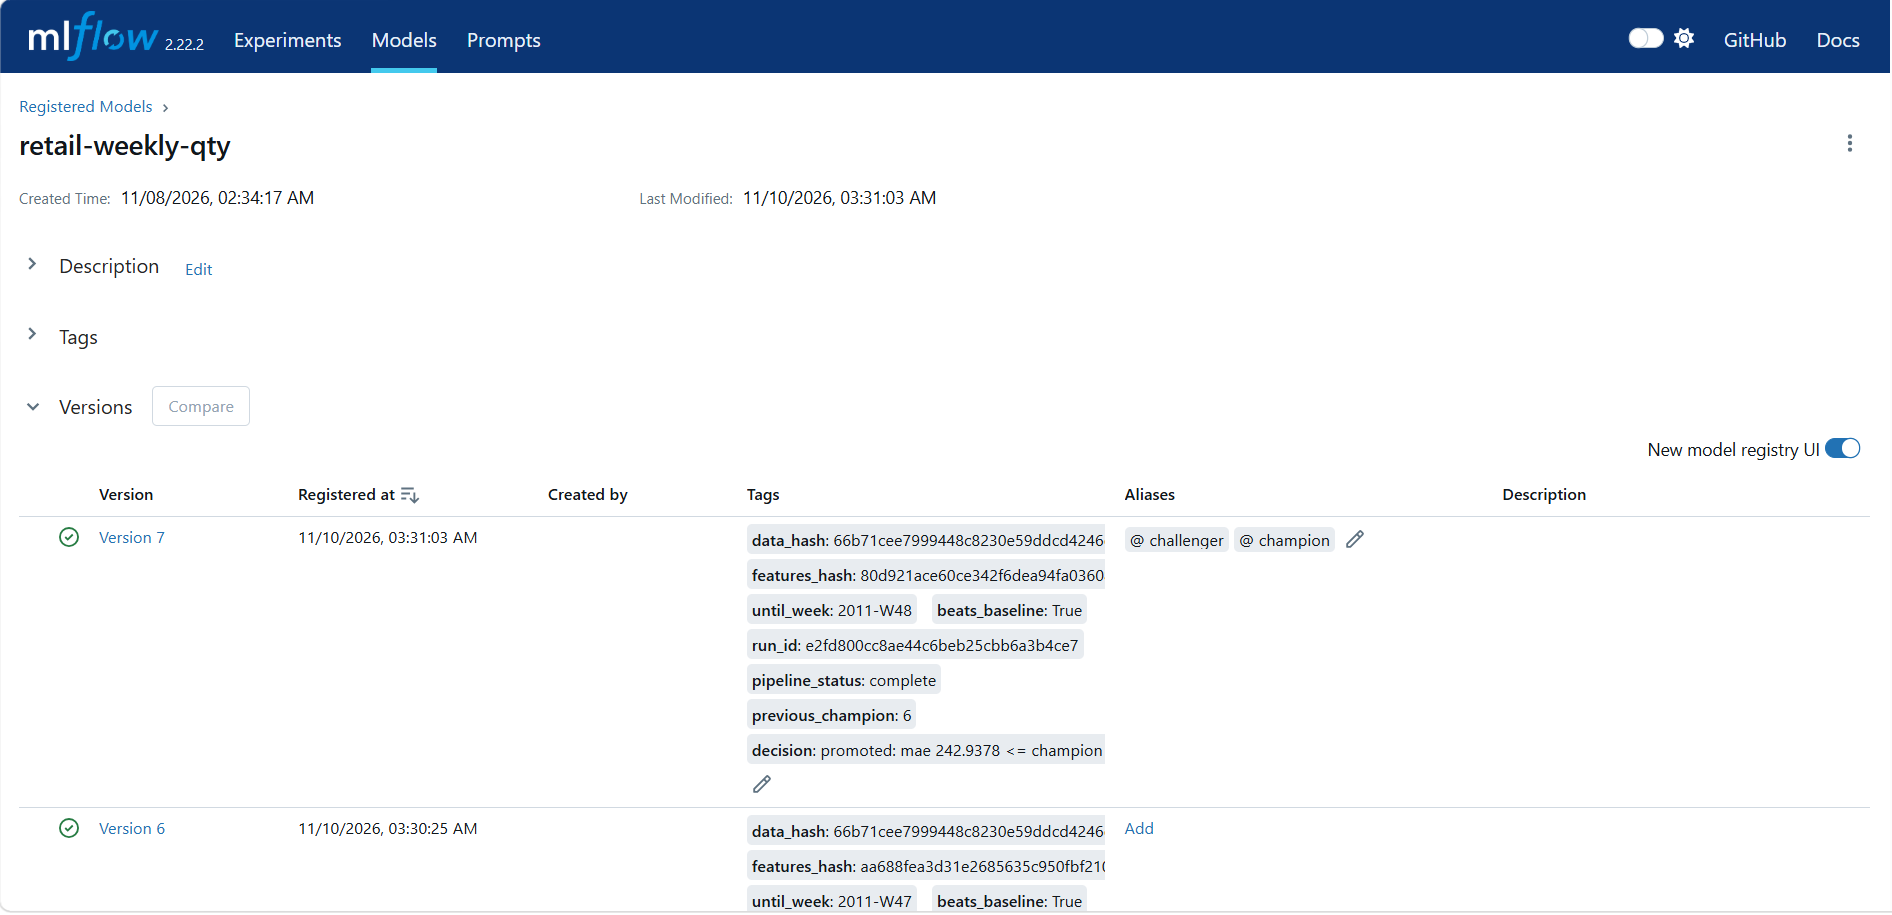 mlflow 2.22.2 Experiments Models Prompts GitHub Docs
Registered Models ›
retail-weekly-qty
Created Time: 11/08/2026, 02:34:17 AM Last Modified: 11/10/2026, 03:31:03 AM
Description Edit
Tags
Versions Compare
New model registry UI
Version Registered at Created by Tags Aliases Description
Version 7 11/10/2026, 03:31:03 AM data_hash: 66b71cee7999448c8230e59ddcd4246 @ challenger @ champion
features_hash: 80d921ace60ce342f6dea94fa0360
until_week: 2011-W48 beats_baseline: True
run_id: e2fd800cc8ae44c6beb25cbb6a3b4ce7
pipeline_status: complete
previous_champion: 6
decision: promoted: mae 242.9378 <= champion
Version 6 11/10/2026, 03:30:25 AM data_hash: 66b71cee7999448c8230e59ddcd4246 Add
features_hash: aa688fea3d31e2685635c950fbf210
until_week: 2011-W47 beats_baseline: True